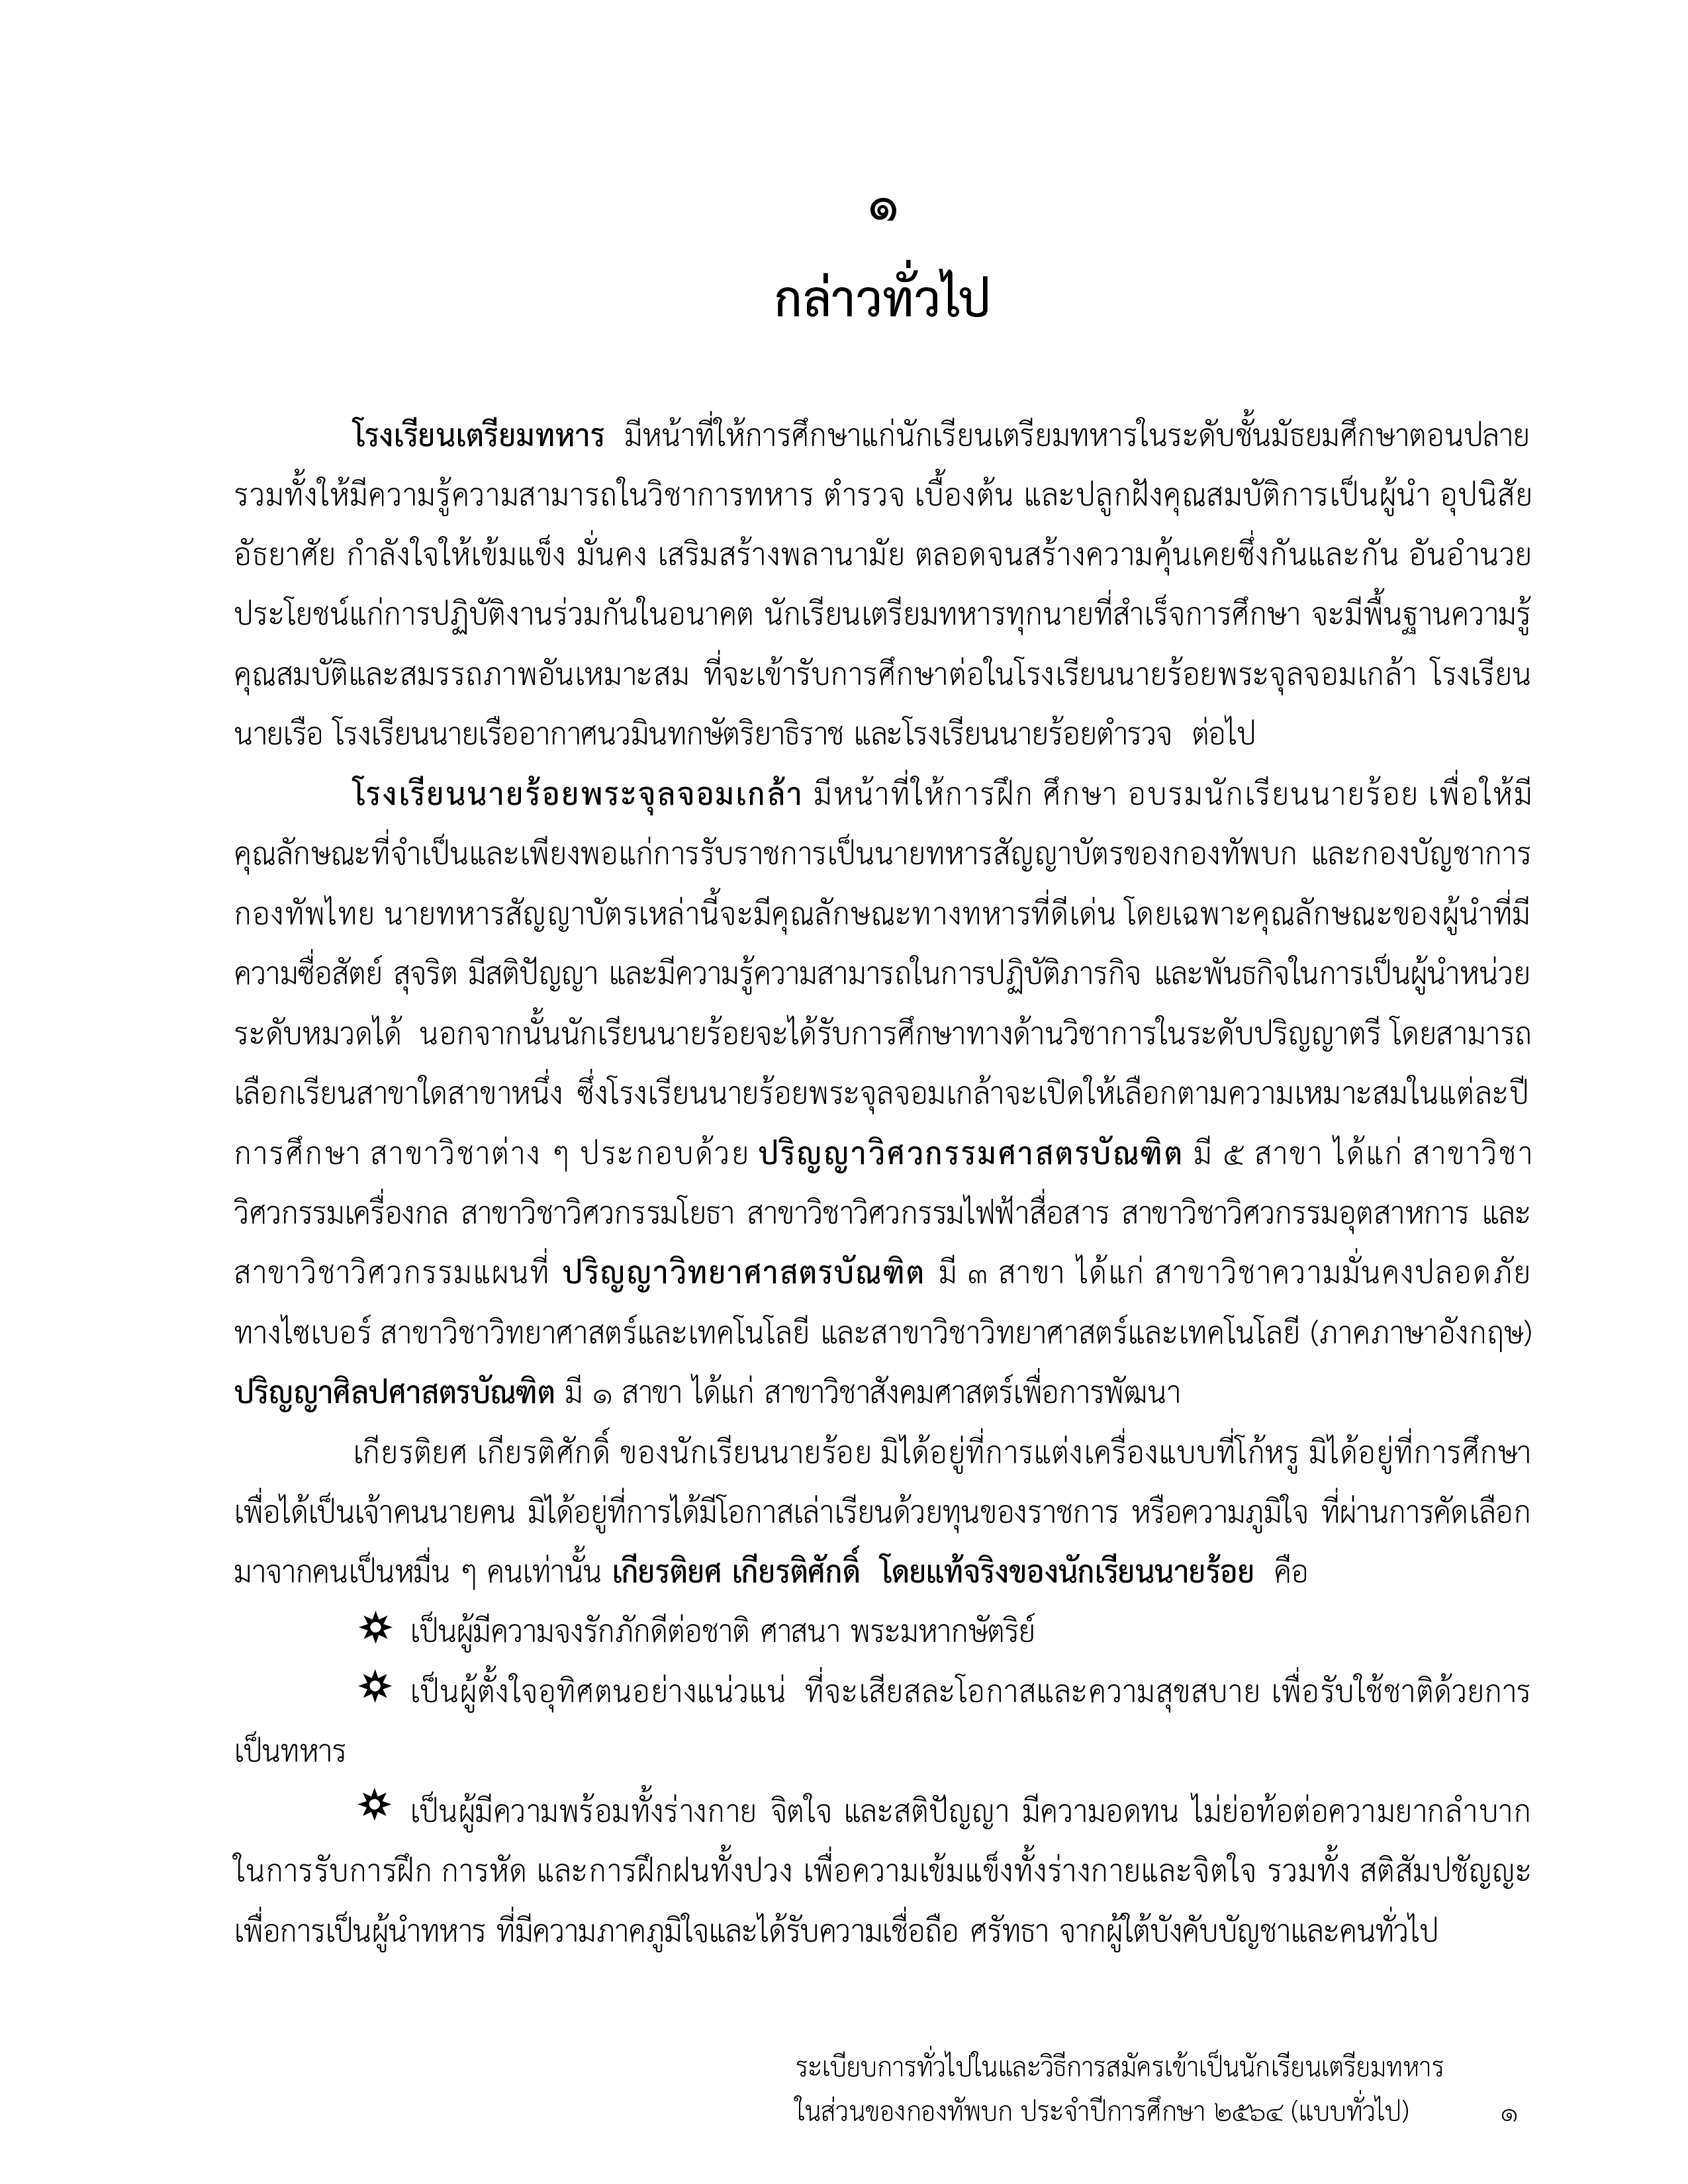 ๑
กล่าวทั่วไป
โรงเรียนเตรียมทหาร มีหน้าที่ให้การศึกษาแก่นักเรียนเตรียมทหารในระดับชั้นมัธยมศึกษาตอนปลาย
รวมทั้งให้มีความรู้ความสามารถในวิชาการทหาร ตำรวจ เบื้องต้น และปลูกฝังคุณสมบัติการเป็นผู้นำ อุปนิสัย
อัธยาศัย กำลังใจให้เข้มแข็ง มั่นคง เสริมสร้างพลานามัย ตลอดจนสร้างความคุ้นเคยซึ่งกันและกัน อันอำนวย
ประโยชน์แก่การปฏิบัติงานร่วมกันในอนาคต นักเรียนเตรียมทหารทุกนายที่สำเร็จการศึกษา จะมีพื้นฐานความรู้
คุณสมบัติและสมรรถภาพอันเหมาะสม ที่จะเข้ารับการศึกษาต่อในโรงเรียนนายร้อยพระจุลจอมเกล้า โรงเรียน
นายเรือ โรงเรียนนายเรืออากาศนวมินทกษัตริยาธิราช และโรงเรียนนายร้อยตำรวจ ต่อไป
โรงเรียนนายร้อยพระจุลจอมเกล้า มีหน้าที่ให้การฝึก ศึกษา อบรมนักเรียนนายร้อย เพื่อให้มี
คุณลักษณะที่จำเป็นและเพียงพอแก่การรับราชการเป็นนายทหารสัญญาบัตรของกองทัพบก และกองบัญชาการ
กองทัพไทย นายทหารสัญญาบัตรเหล่านี้จะมีคุณลักษณะทางทหารที่ดีเด่น โดยเฉพาะคุณลักษณะของผู้นำที่มี
ความซื่อสัตย์ สุจริต มีสติปัญญา และมีความรู้ความสามารถในการปฏิบัติภารกิจ และพันธกิจในการเป็นผู้นำหน่วย
ระดับหมวดได้ นอกจากนั้นนักเรียนนายร้อยจะได้รับการศึกษาทางด้านวิชาการในระดับปริญญาตรี โดยสามารถ
เลือกเรียนสาขาใดสาขาหนึ่ง ซึ่งโรงเรียนนายร้อยพระจุลจอมเกล้าจะเปิดให้เลือกตามความเหมาะสมในแต่ละปี
การศึกษา สาขาวิชาต่าง ๆ ประกอบด้วย ปริญญาวิศวกรรมศาสตรบัณฑิต มี ๕ สาขา ได้แก่ สาขาวิชา
วิศวกรรมเครื่องกล สาขาวิชาวิศวกรรมโยธา สาขาวิชาวิศวกรรมไฟฟ้าสื่อสาร สาขาวิชาวิศวกรรมอุตสาหการ และ
สาขาวิชาวิศวกรรมแผนที่ ปริญญาวิทยาศาสตรบัณฑิต มี ๓ สาขา ได้แก่ สาขาวิชาความมั่นคงปลอดภัย
ทางไซเบอร์ สาขาวิชาวิทยาศาสตร์และเทคโนโลยี และสาขาวิชาวิทยาศาสตร์และเทคโนโลยี (ภาคภาษาอังกฤษ)
ปริญญาศิลปศาสตรบัณฑิต มี ๑ สาขา ได้แก่ สาขาวิชาสังคมศาสตร์เพื่อการพัฒนา
เกียรติยศ เกียรติศักดิ์ ของนักเรียนนายร้อย มิได้อยู่ที่การแต่งเครื่องแบบที่โก้หรู มิได้อยู่ที่การศึกษา
เพื่อได้เป็นเจ้าคนนายคน มิได้อยู่ที่การได้มีโอกาสเล่าเรียนด้วยทุนของราชการ หรือความภูมิใจ ที่ผ่านการคัดเลือก
มาจากคนเป็นหมื่น ๆ คนเท่านั้น เกียรติยศ เกียรติศักดิ์ โดยแท้จริงของนักเรียนนายร้อย คือ
เป็นผู้มีความจงรักภักดีต่อชาติ ศาสนา พระมหากษัตริย์
เป็นผู้ตั้งใจอุทิศตนอย่างแน่วแน่ ที่จะเสียสละโอกาสและความสุขสบาย เพื่อรับใช้ชาติด้วยการ
เป็นทหาร
เป็นผู้มีความพร้อมทั้งร่างกาย จิตใจ และสติปัญญา มีความอดทน ไม่ย่อท้อต่อความยากลำบาก
ในการรับการฝึก การหัด และการฝึกฝนทั้งปวง เพื่อความเข้มแข็งทั้งร่างกายและจิตใจ รวมทั้ง สติสัมปชัญญะ
เพื่อการเป็นผู้นำทหาร ที่มีความภาคภูมิใจและได้รับความเชื่อถือ ศรัทธา จากผู้ใต้บังคับบัญชาและคนทั่วไป
ระเบียบการทั่วไปในและวิธีการสมัครเข้าเป็นนักเรียนเตรียมทหาร
ในส่วนของกองทัพบก ประจำปีการศึกษา ๒๕๖๔ (แบบทั่วไป) ๑